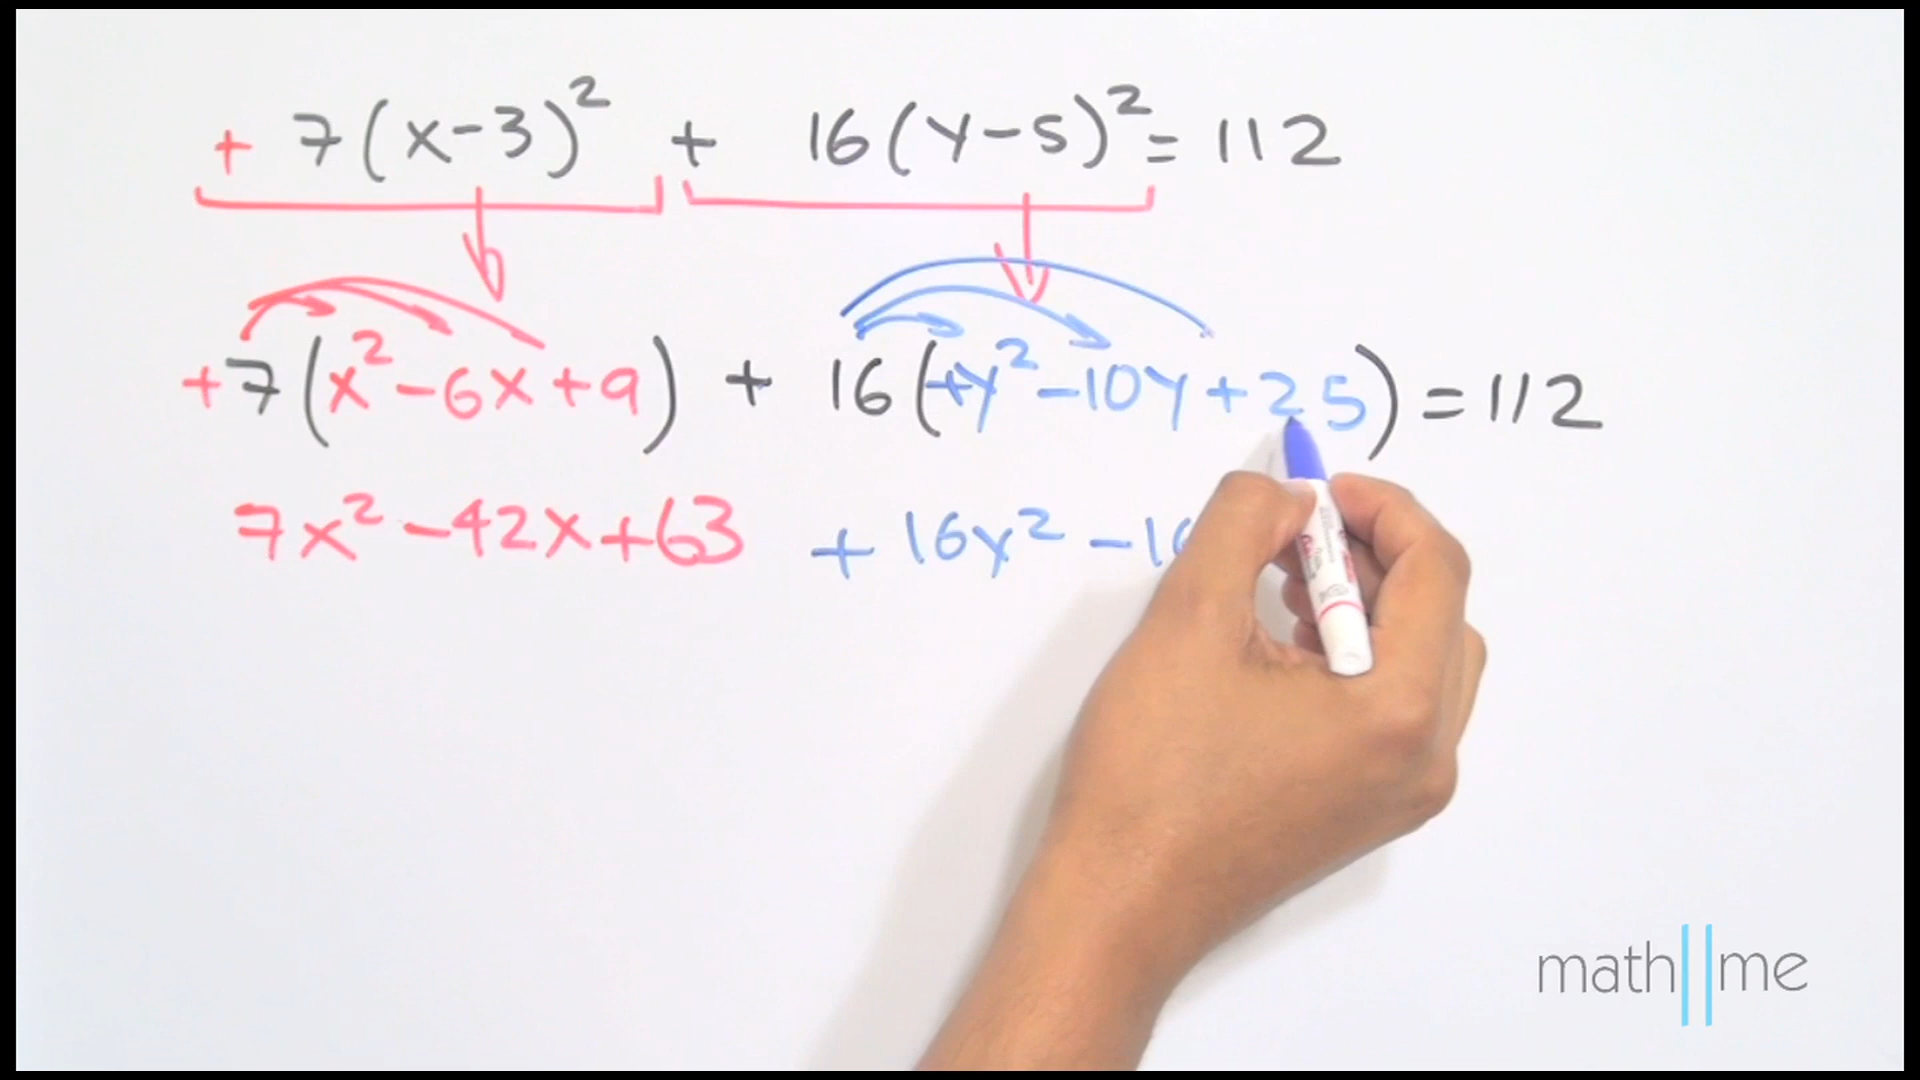 + 7(x-3)² + 16(y-5)² = 112
+7(x²-6x+9) + 16(+y²-10y+25) = 112
7x²-42x+63 + 16y² -16
math||me